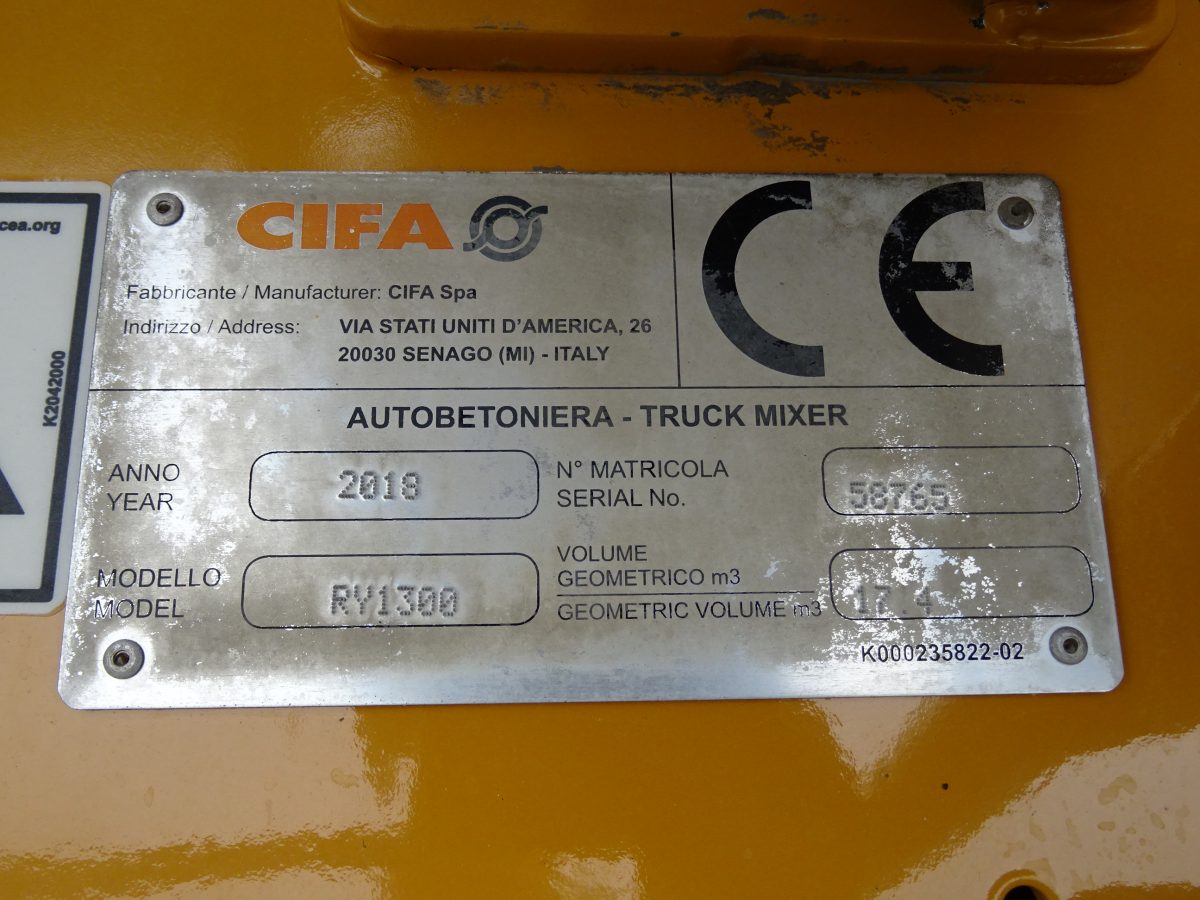 cea.org
K2042000
CIFA
CE
Fabbricante / Manufacturer: CIFA Spa
Indirizzo / Address: VIA STATI UNITI D'AMERICA, 26
20030 SENAGO (MI) - ITALY
AUTOBETONIERA - TRUCK MIXER
ANNO
YEAR
2018
N° MATRICOLA
SERIAL No.
58765
MODELLO
MODEL
RY1300
VOLUME
GEOMETRICO m3
GEOMETRIC VOLUME m3
17.4
K000235822-02